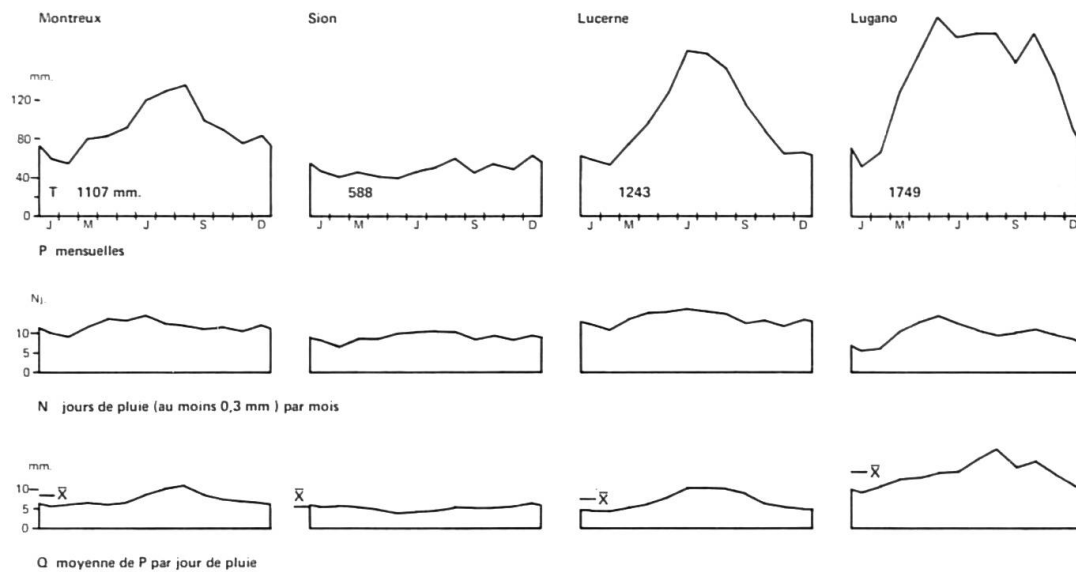 Montreux Sion Lucerne Lugano
mm.
120
80
40
T 1107 mm. 588 1243 1749
0
J M J S D J M J S D J M J S D J M J S D
P mensuelles
Nj.
10
5
0
N jours de pluie (au moins 0,3 mm ) par mois
mm.
10 X̅ X̅ X̅ X̅
5
0
Q moyenne de P par jour de pluie